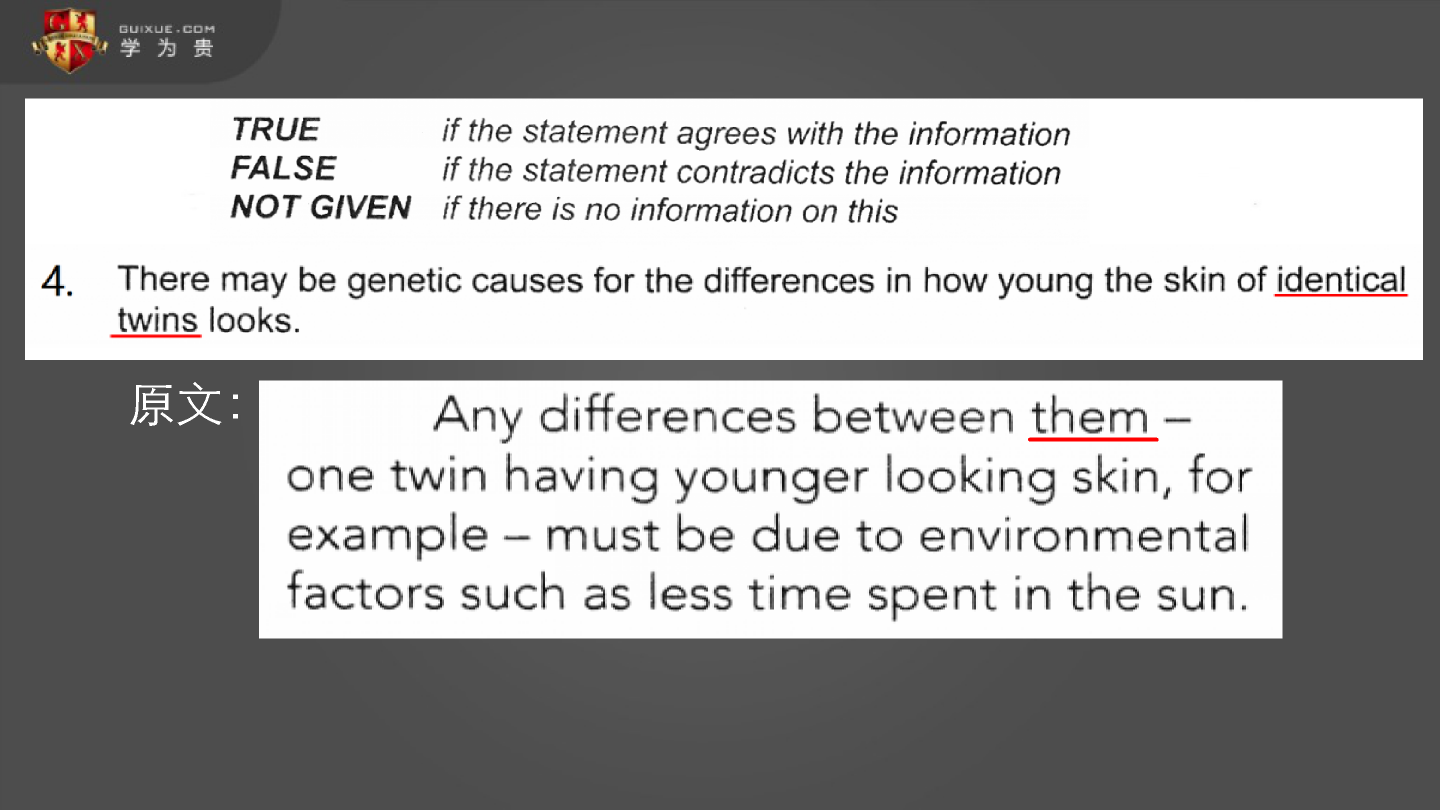 GUIXUE.COM
学为贵
TRUE if the statement agrees with the information
FALSE if the statement contradicts the information
NOT GIVEN if there is no information on this
4. There may be genetic causes for the differences in how young the skin of identical
twins looks.
原文：
Any differences between them –
one twin having younger looking skin, for
example – must be due to environmental
factors such as less time spent in the sun.